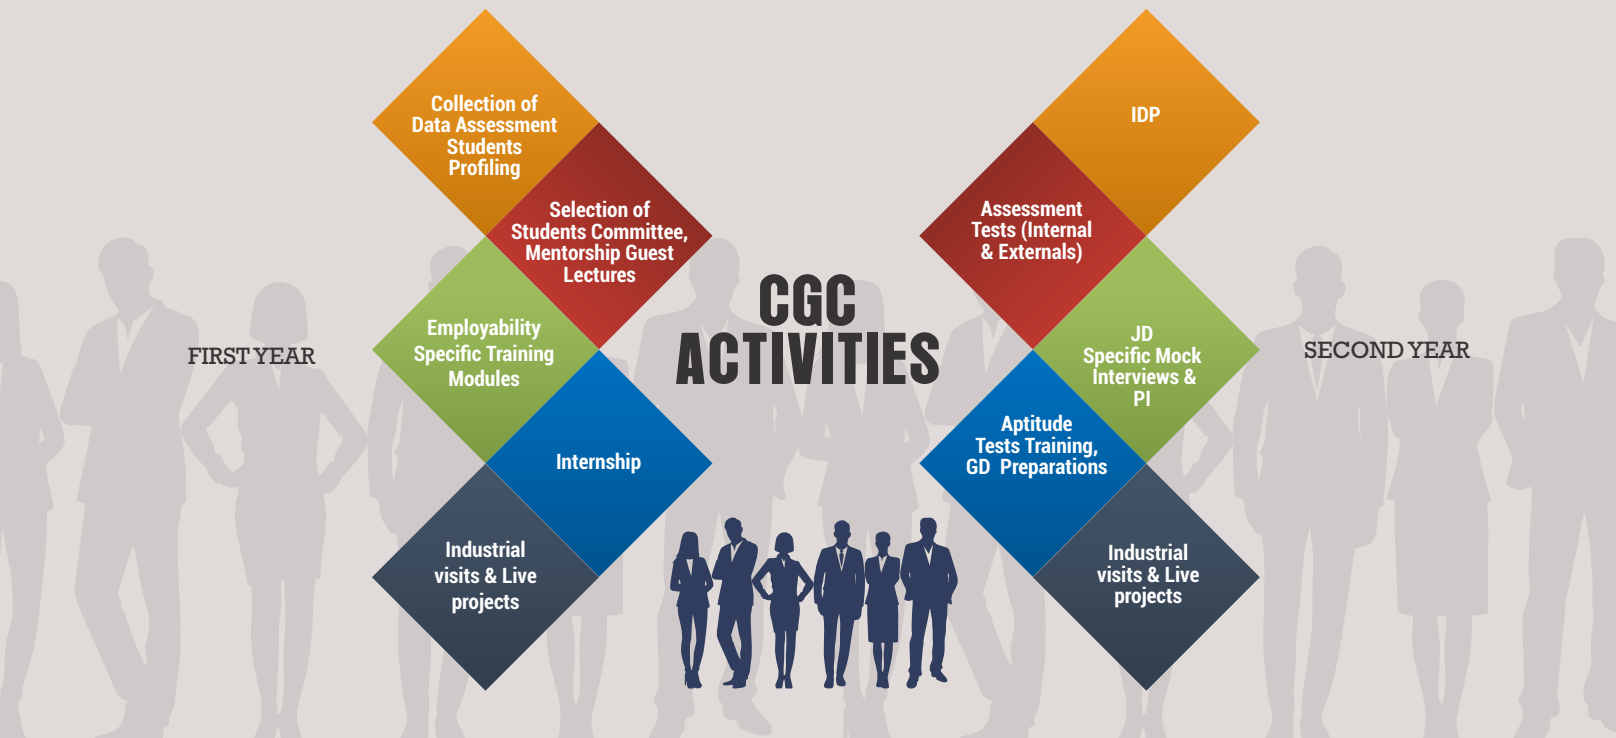 FIRST YEAR
Collection of
Data Assessment
Students
Profiling
Selection of
Students Committee,
Mentorship Guest
Lectures
Employability
Specific Training
Modules
Internship
Industrial
visits & Live
projects
CGC
ACTIVITIES
IDP
Assessment
Tests (Internal
& Externals)
JD
Specific Mock
Interviews &
PI
Aptitude
Tests Training,
GD Preparations
Industrial
visits & Live
projects
SECOND YEAR